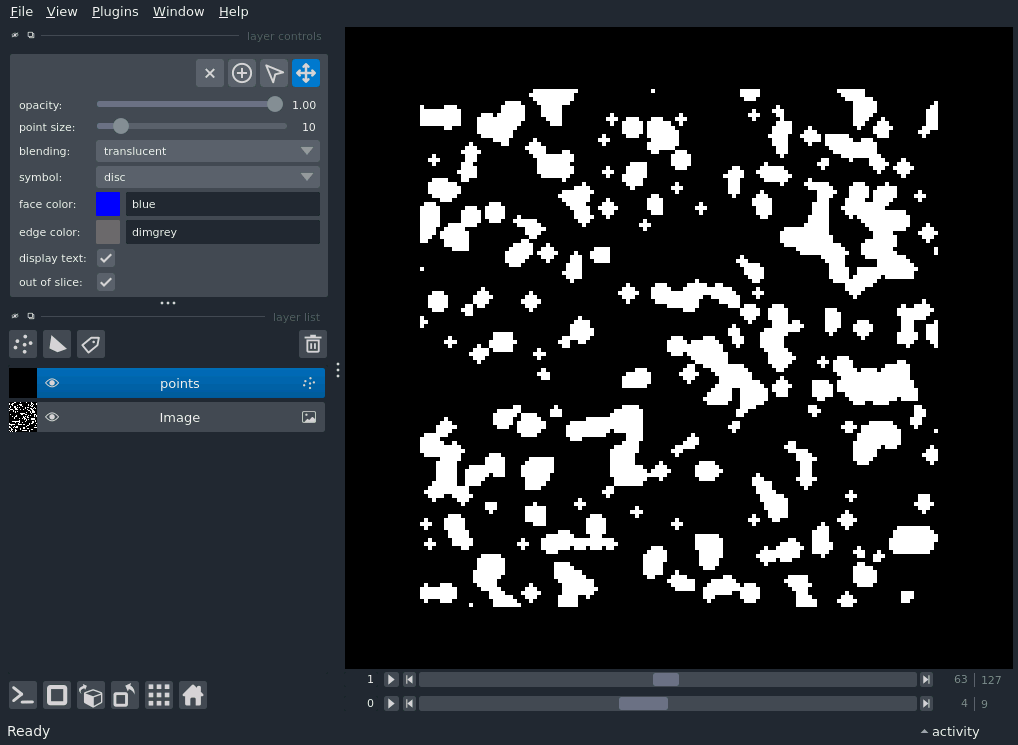 File View Plugins Window Help
layer controls
opacity: 1.00
point size: 10
blending: translucent
symbol: disc
face color: blue
edge color: dimgrey
display text:
out of slice:
layer list
points
Image
1 63 127
0 4 9
Ready activity